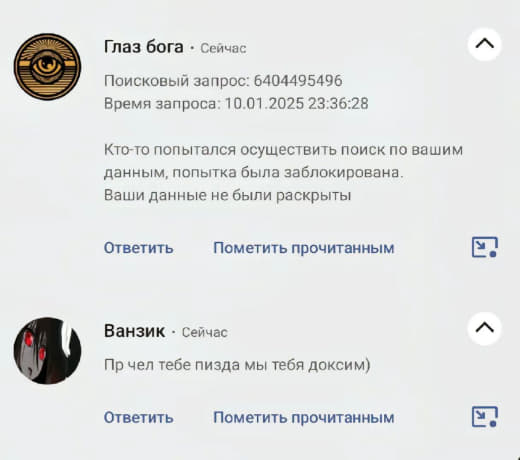 Глаз бога · Сейчас
Поисковый запрос: 6404495496
Время запроса: 10.01.2025 23:36:28
Кто-то попытался осуществить поиск по вашим
данным, попытка была заблокирована.
Ваши данные не были раскрыты
Ответить Пометить прочитанным
Ванзик · Сейчас
Пр чел тебе пизда мы тебя доксим)
Ответить Пометить прочитанным